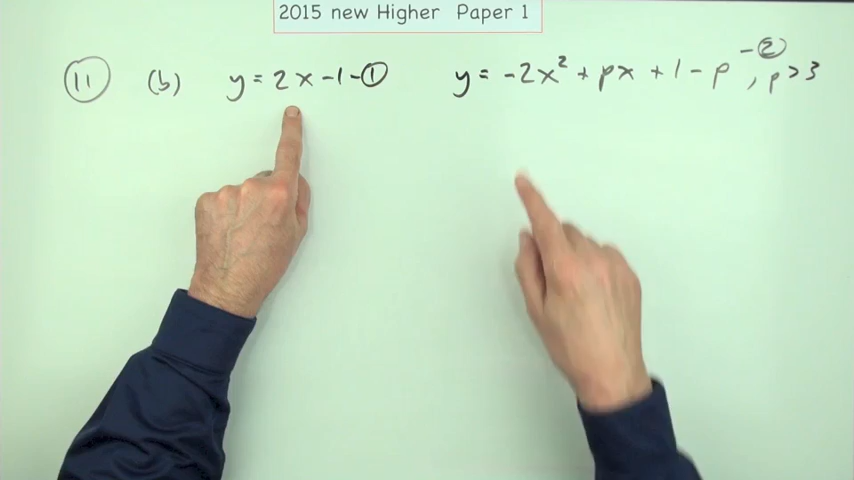 2015 new Higher Paper 1
11 (b) y = 2x - 1 - ① y = -2x² + px + 1 - p - ② , p > 3